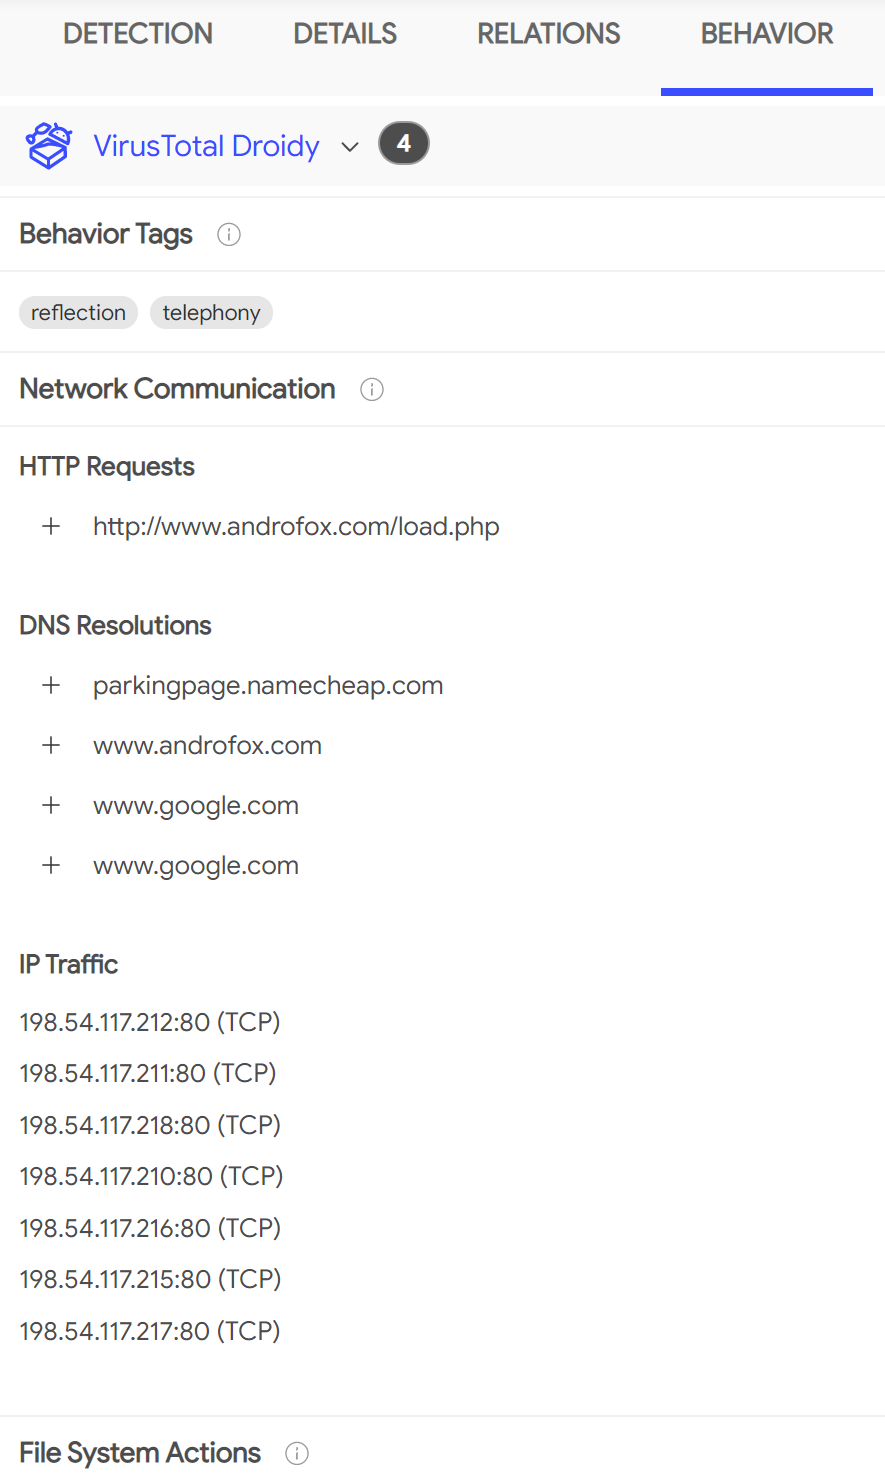 DETECTION DETAILS RELATIONS BEHAVIOR
VirusTotal Droidy 4
Behavior Tags
reflection telephony
Network Communication
HTTP Requests
+ http://www.androfox.com/load.php
DNS Resolutions
+ parkingpage.namecheap.com
+ www.androfox.com
+ www.google.com
+ www.google.com
IP Traffic
198.54.117.212:80 (TCP)
198.54.117.211:80 (TCP)
198.54.117.218:80 (TCP)
198.54.117.210:80 (TCP)
198.54.117.216:80 (TCP)
198.54.117.215:80 (TCP)
198.54.117.217:80 (TCP)
File System Actions